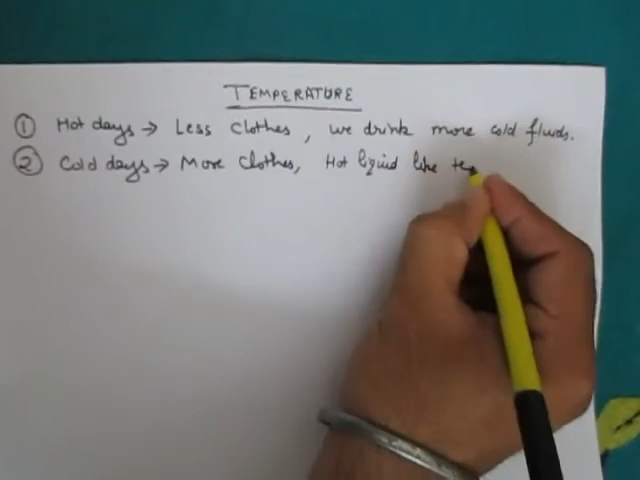 TEMPERATURE
① Hot days → Less clothes, we drink more cold fluids.
② Cold days → More clothes, Hot liquid like te